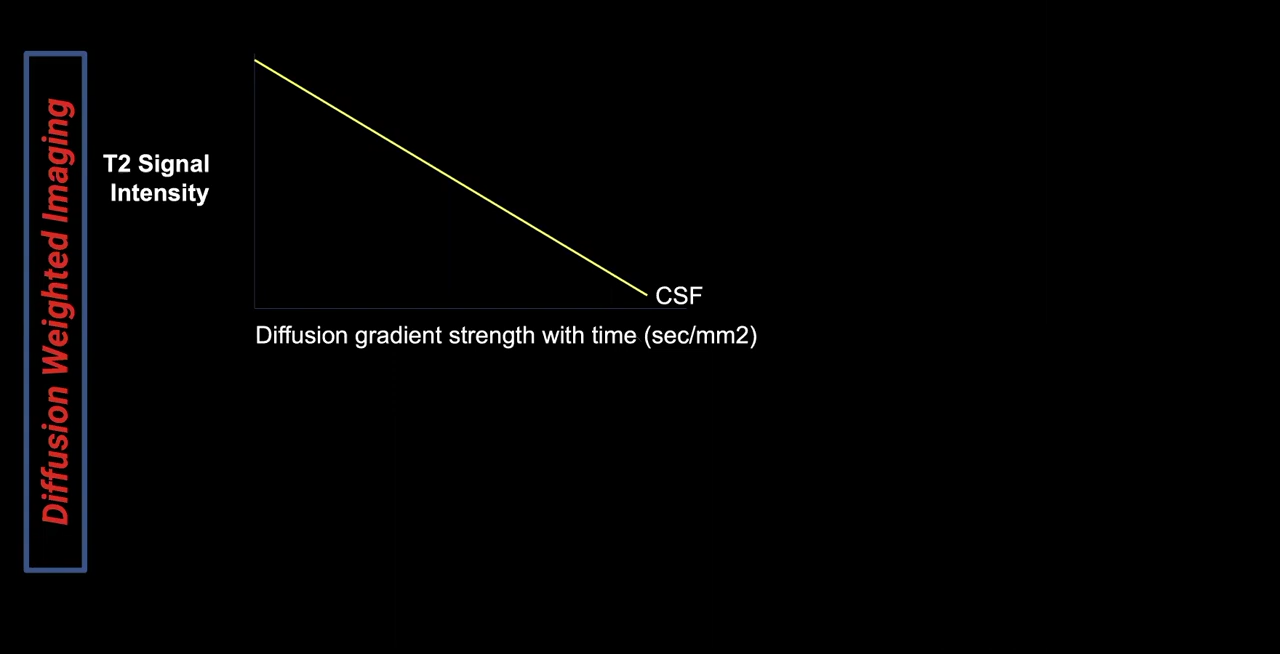 Diffusion Weighted Imaging
T2 Signal
Intensity
CSF
Diffusion gradient strength with time (sec/mm2)